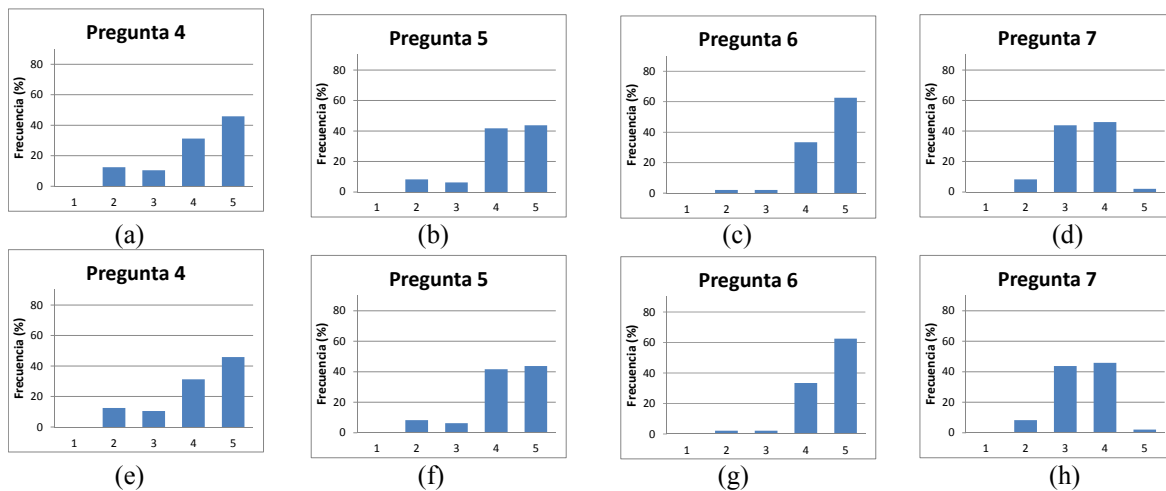 Pregunta 4
Frecuencia (%)
80
60
40
20
0
1 2 3 4 5
(a)
Pregunta 5
Frecuencia (%)
80
60
40
20
0
1 2 3 4 5
(b)
Pregunta 6
Frecuencia (%)
80
60
40
20
0
1 2 3 4 5
(c)
Pregunta 7
Frecuencia (%)
80
60
40
20
0
1 2 3 4 5
(d)
Pregunta 4
Frecuencia (%)
80
60
40
20
0
1 2 3 4 5
(e)
Pregunta 5
Frecuencia (%)
80
60
40
20
0
1 2 3 4 5
(f)
Pregunta 6
Frecuencia (%)
80
60
40
20
0
1 2 3 4 5
(g)
Pregunta 7
Frecuencia (%)
80
60
40
20
0
1 2 3 4 5
(h)